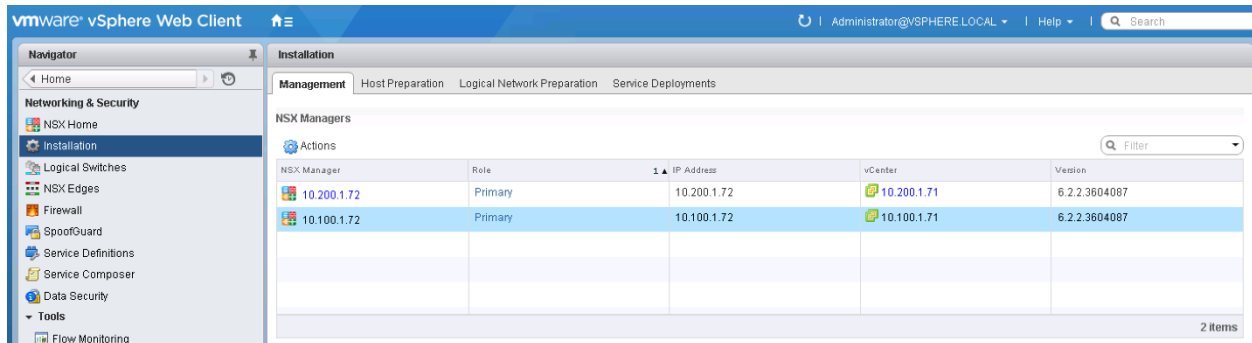 vmware® vSphere Web Client
Administrator@VSPHERE.LOCAL | Help | Search
Navigator
Home
Networking & Security
NSX Home
Installation
Logical Switches
NSX Edges
Firewall
SpoofGuard
Service Definitions
Service Composer
Data Security
Tools
Flow Monitoring
Installation
Management Host Preparation Logical Network Preparation Service Deployments
NSX Managers
Actions Filter
NSX Manager Role 1 IP Address vCenter Version
10.200.1.72 Primary 10.200.1.72 10.200.1.71 6.2.2.3604087
10.100.1.72 Primary 10.100.1.72 10.100.1.71 6.2.2.3604087
2 items